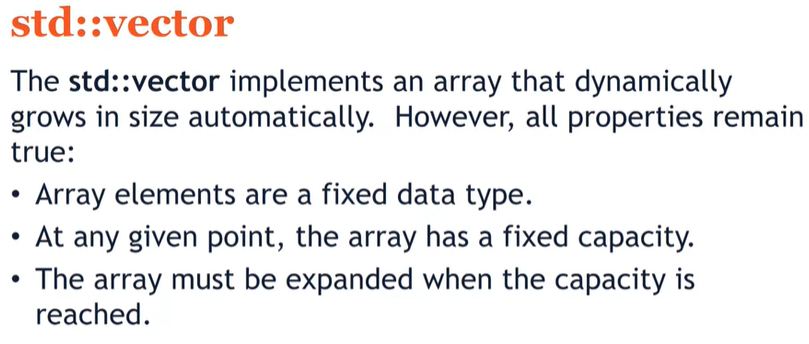 std::vector
The std::vector implements an array that dynamically
grows in size automatically.  However, all properties remain
true:
• Array elements are a fixed data type.
• At any given point, the array has a fixed capacity.
• The array must be expanded when the capacity is
reached.